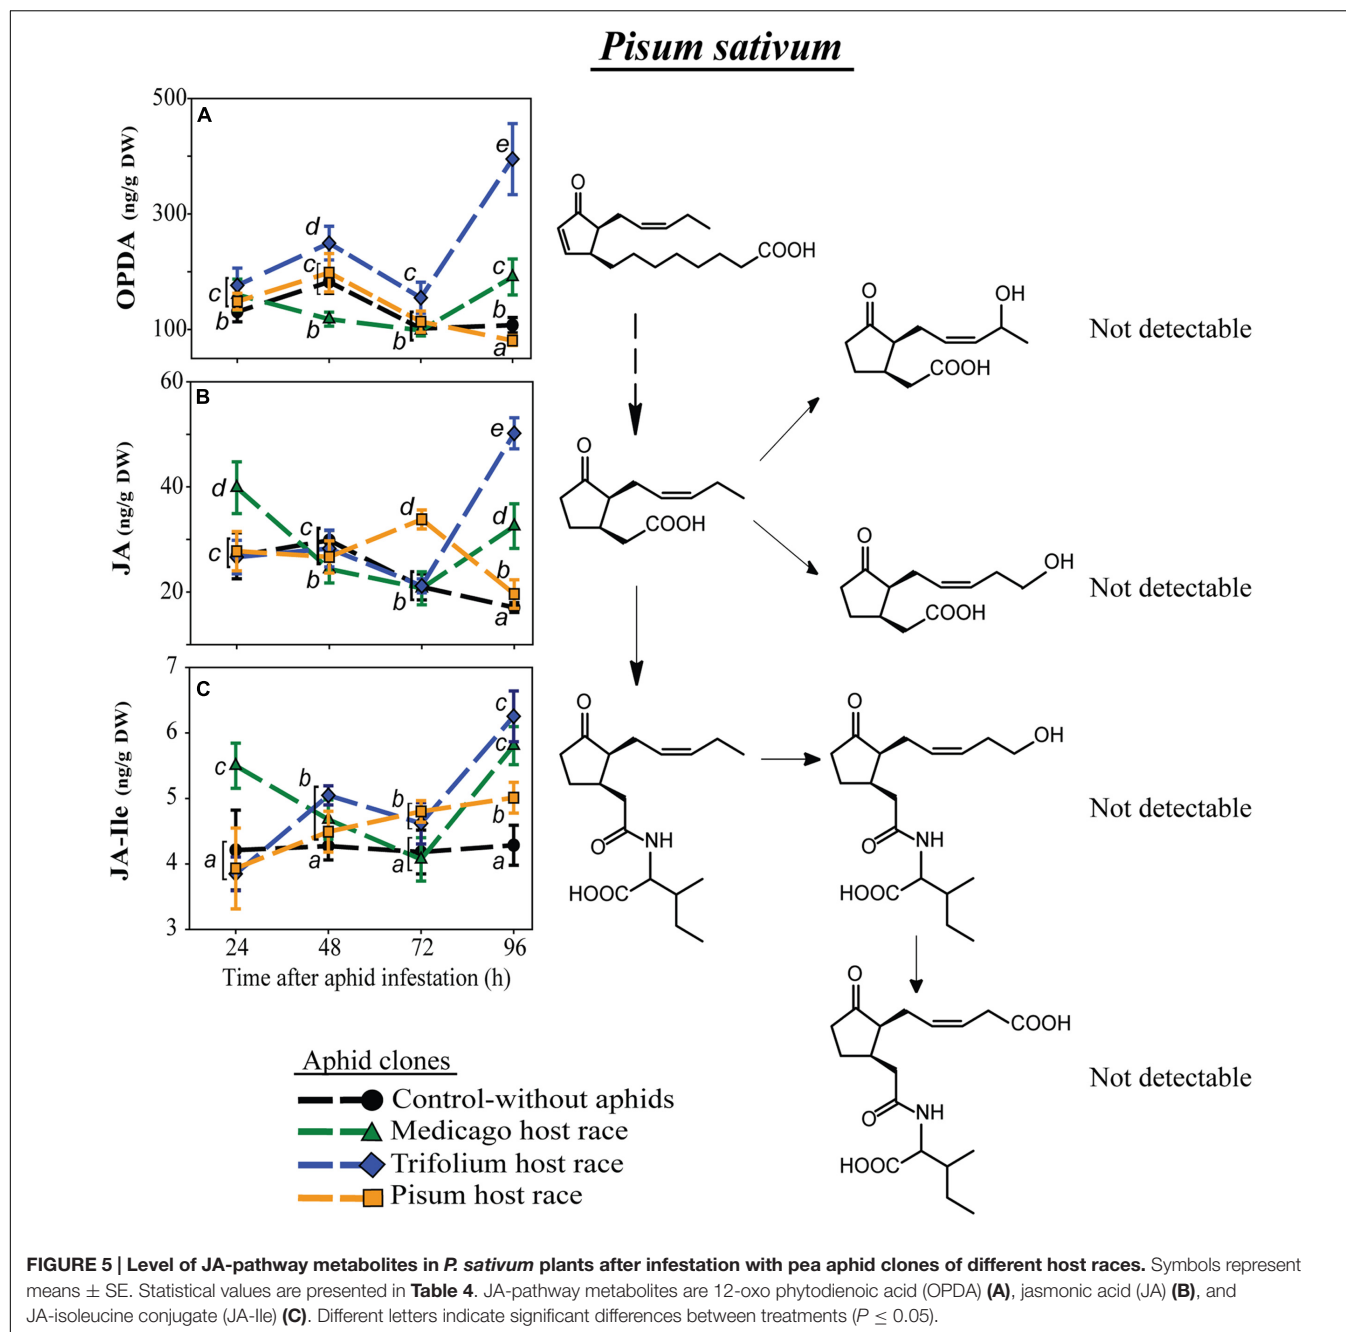 Pisum sativum
A
OPDA (ng/g DW)
500
300
100
c
b
d
c
b
c
b
e
c
b
a
B
JA (ng/g DW)
60
40
20
d
c
c
b
d
b
e
d
b
a
C
JA-Ile (ng/g DW)
7
6
5
4
3
c
a
b
a
b
a
c
c
b
a
24 48 72 96
Time after aphid infestation (h)
O
COOH
O
OH
COOH
Not detectable
O
COOH
O
OH
COOH
Not detectable
O
O
NH
HOOC
O
OH
O
NH
HOOC
Not detectable
O
COOH
O
NH
HOOC
Not detectable
Aphid clones
Control-without aphids
Medicago host race
Trifolium host race
Pisum host race
FIGURE 5 | Level of JA-pathway metabolites in P. sativum plants after infestation with pea aphid clones of different host races. Symbols represent
means ± SE. Statistical values are presented in Table 4. JA-pathway metabolites are 12-oxo phytodienoic acid (OPDA) (A), jasmonic acid (JA) (B), and
JA-isoleucine conjugate (JA-Ile) (C). Different letters indicate significant differences between treatments (P ≤ 0.05).